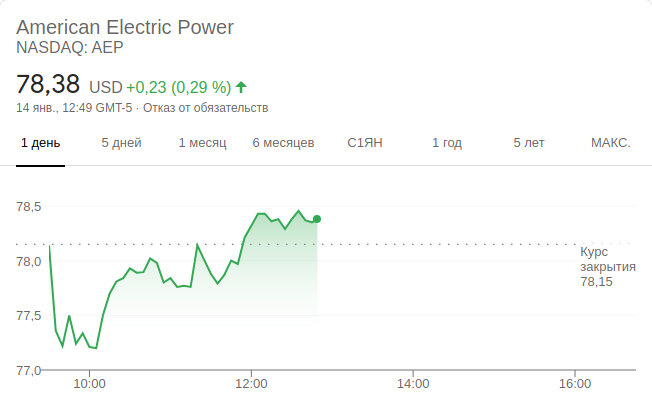 American Electric Power
NASDAQ: AEP
78,38 USD +0,23 (0,29 %)
14 янв., 12:49 GMT-5 · Отказ от обязательств
1 день 5 дней 1 месяц 6 месяцев С1ЯН 1 год 5 лет МАКС.
78,5
78,0
77,5
77,0
Курс
закрытия
78,15
10:00 12:00 14:00 16:00